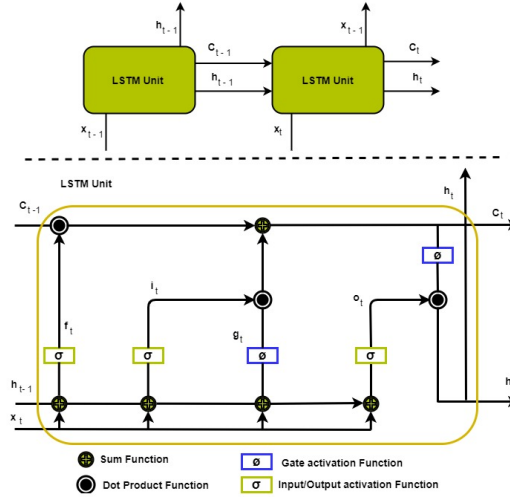 h t - 1
x t - 1
C t - 1
C t
LSTM Unit
LSTM Unit
h t - 1
h t
x t - 1
x t
LSTM Unit
h t
C t-1
C t
ø
i t
o t
f t
g t
σ
σ
ø
σ
h t-1
h
x t
Sum Function
ø
Gate activation Function
Dot Product Function
σ
Input/Output activation Function